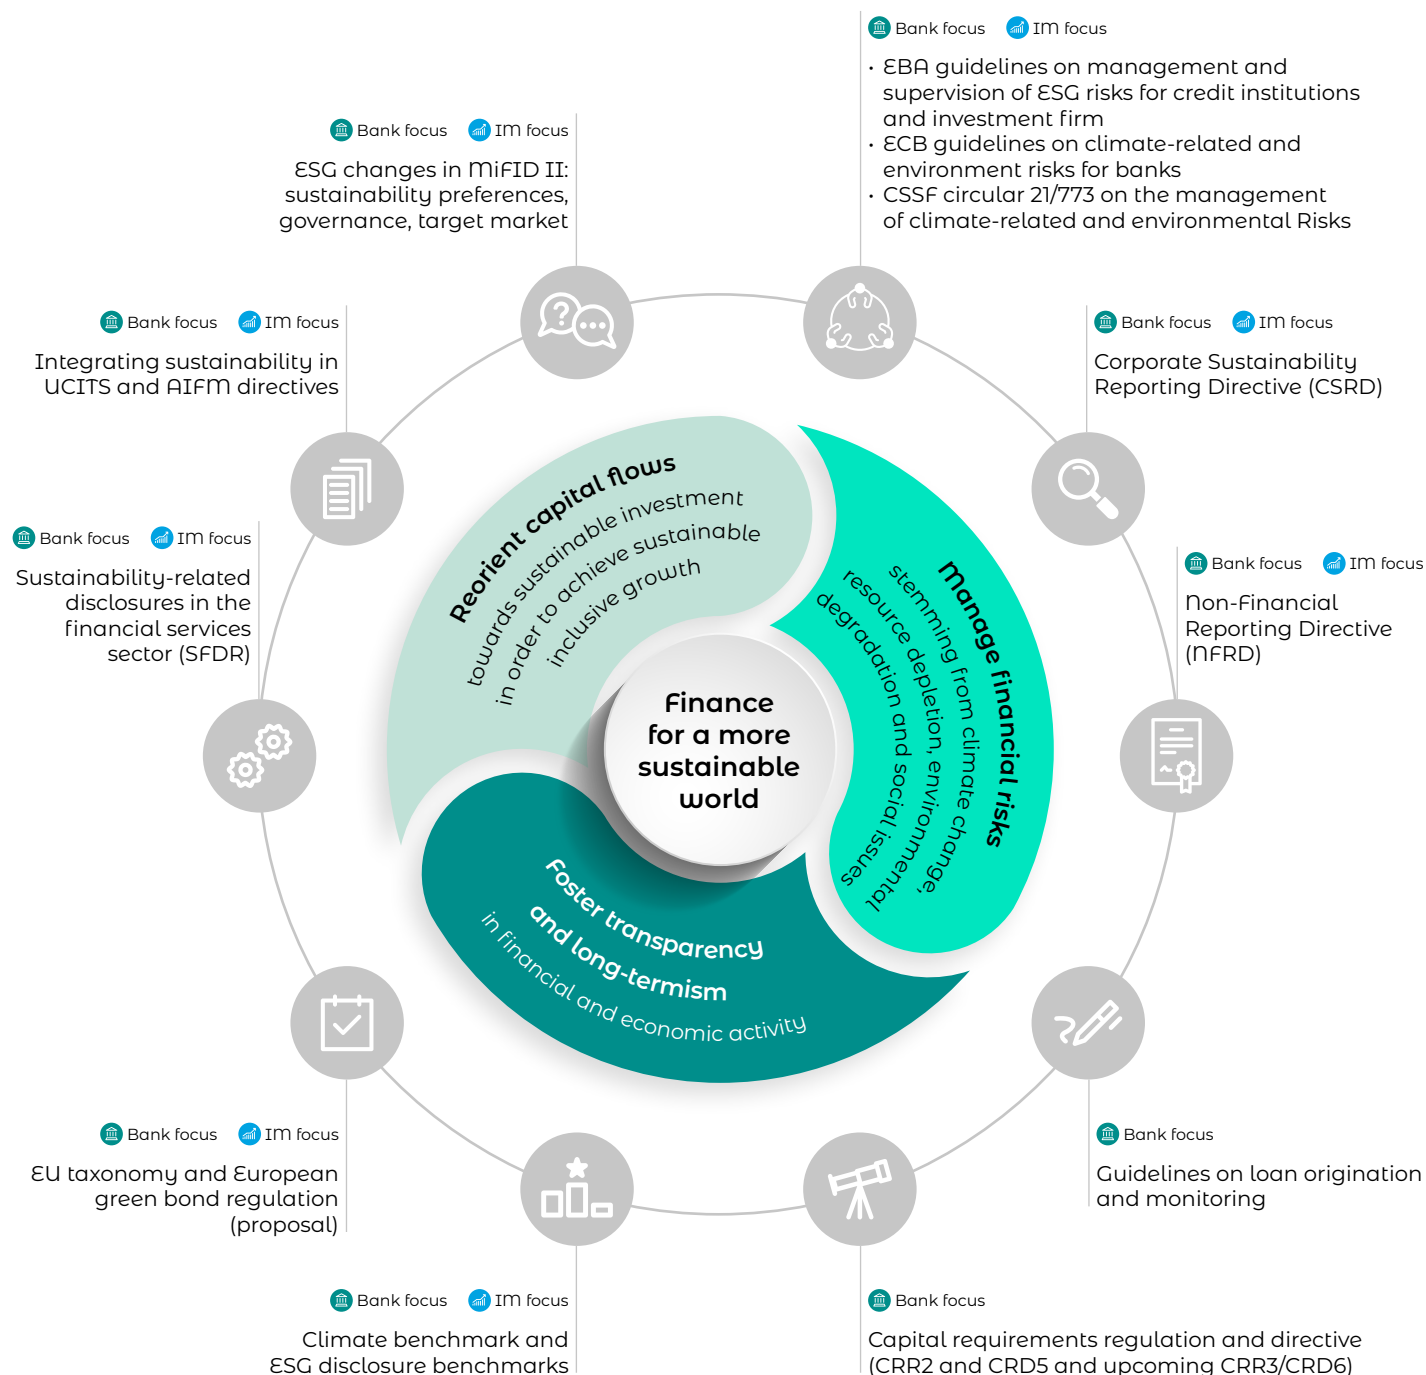 Bank focus IM focus
• EBA guidelines on management and
supervision of ESG risks for credit institutions
and investment firm
• ECB guidelines on climate-related and
environment risks for banks
• CSSF circular 21/773 on the management
of climate-related and environmental Risks
Bank focus IM focus
ESG changes in MiFID II:
sustainability preferences,
governance, target market
Bank focus IM focus
Integrating sustainability in
UCITS and AIFM directives
Bank focus IM focus
Corporate Sustainability
Reporting Directive (CSRD)
Bank focus IM focus
Sustainability-related
disclosures in the
financial services
sector (SFDR)
Bank focus IM focus
Non-Financial
Reporting Directive
(NFRD)
Reorient capital flows
towards sustainable investment
in order to achieve sustainable
inclusive growth
Manage financial risks
stemming from climate change,
resource depletion, environmental
degradation and social issues
Finance
for a more
sustainable
world
Foster transparency
and long-termism
in financial and economic activity
Bank focus IM focus
EU taxonomy and European
green bond regulation
(proposal)
Bank focus
Guidelines on loan origination
and monitoring
Bank focus IM focus
Climate benchmark and
ESG disclosure benchmarks
Bank focus
Capital requirements regulation and directive
(CRR2 and CRD5 and upcoming CRR3/CRD6)